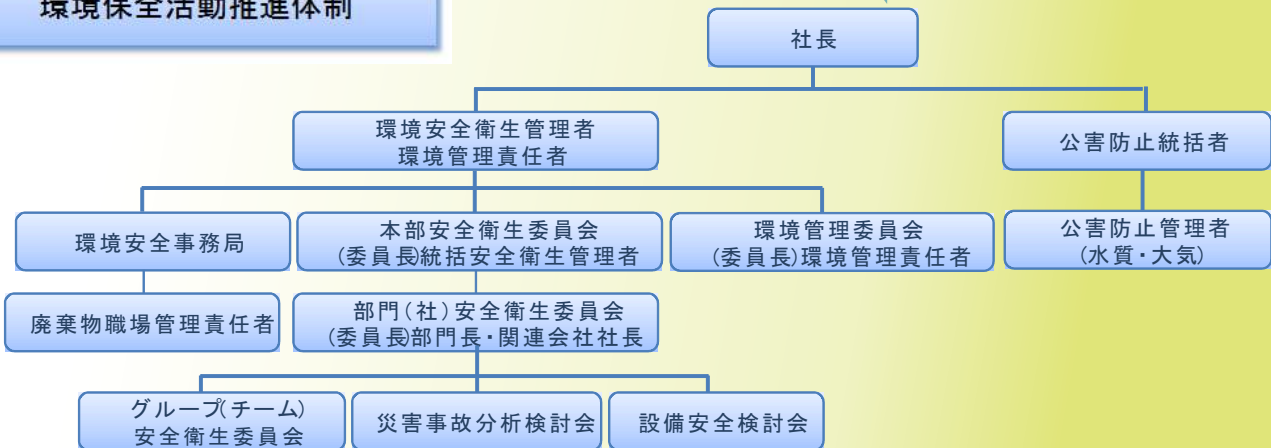 環境保全活動推進体制
社長
環境安全衛生管理者
環境管理責任者
公害防止統括者
環境安全事務局
本部安全衛生委員会
(委員長)統括安全衛生管理者
環境管理委員会
(委員長)環境管理責任者
公害防止管理者
(水質・大気)
廃棄物職場管理責任者
部門(社)安全衛生委員会
(委員長)部門長・関連会社社長
グループ(チーム)
安全衛生委員会
災害事故分析検討会
設備安全検討会